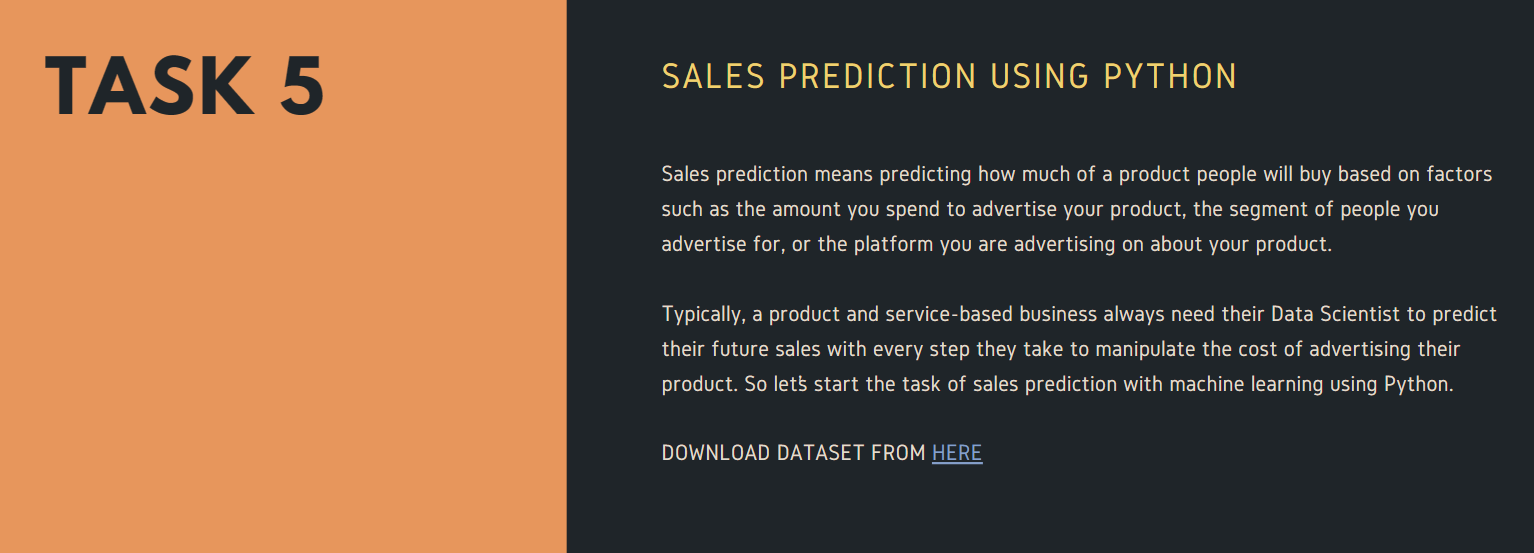 TASK 5
SALES PREDICTION USING PYTHON
Sales prediction means predicting how much of a product people will buy based on factors
such as the amount you spend to advertise your product, the segment of people you
advertise for, or the platform you are advertising on about your product.
Typically, a product and service-based business always need their Data Scientist to predict
their future sales with every step they take to manipulate the cost of advertising their
product. So let’s start the task of sales prediction with machine learning using Python.
DOWNLOAD DATASET FROM HERE